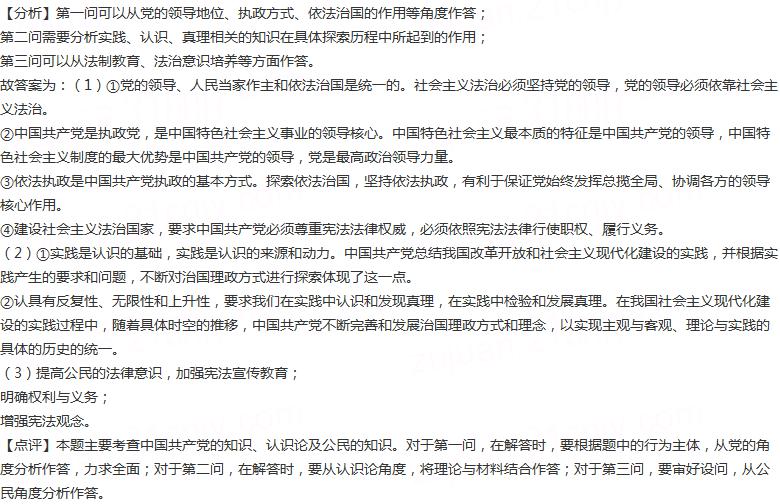 【分析】第一问可以从党的领导地位、执政方式、依法治国的作用等角度作答；
第二问需要分析实践、认识、真理相关的知识在具体探索历程中所起到的作用；
第三问可以从法制教育、法治意识培养等方面作答。
故答案为：（1）①党的领导、人民当家作主和依法治国是统一的。社会主义法治必须坚持党的领导，党的领导必须依靠社会主
义法治。
②中国共产党是执政党，是中国特色社会主义事业的领导核心。中国特色社会主义最本质的特征是中国共产党的领导，中国特
色社会主义制度的最大优势是中国共产党的领导，党是最高政治领导力量。
③依法执政是中国共产党执政的基本方式。探索依法治国，坚持依法执政，有利于保证党始终发挥总揽全局、协调各方的领导
核心作用。
④建设社会主义法治国家，要求中国共产党必须尊重宪法法律权威，必须依照宪法法律行使职权、履行义务。
（2）①实践是认识的基础，实践是认识的来源和动力。中国共产党总结我国改革开放和社会主义现代化建设的实践，并根据实
践产生的要求和问题，不断对治国理政方式进行探索体现了这一点。
②认具有反复性、无限性和上升性，要求我们在实践中认识和发现真理，在实践中检验和发展真理。在我国社会主义现代化建
设的实践过程中，随着具体时空的推移，中国共产党不断完善和发展治国理政方式和理念，以实现主观与客观、理论与实践的
具体的历史的统一。
（3）提高公民的法律意识，加强宪法宣传教育；
明确权利与义务；
增强宪法观念。
【点评】本题主要考查中国共产党的知识、认识论及公民的知识。对于第一问，在解答时，要根据题中的行为主体，从党的角
度分析作答，力求全面；对于第二问，在解答时，要从认识论角度，将理论与材料结合作答；对于第三问，要审好设问，从公
民角度分析作答。